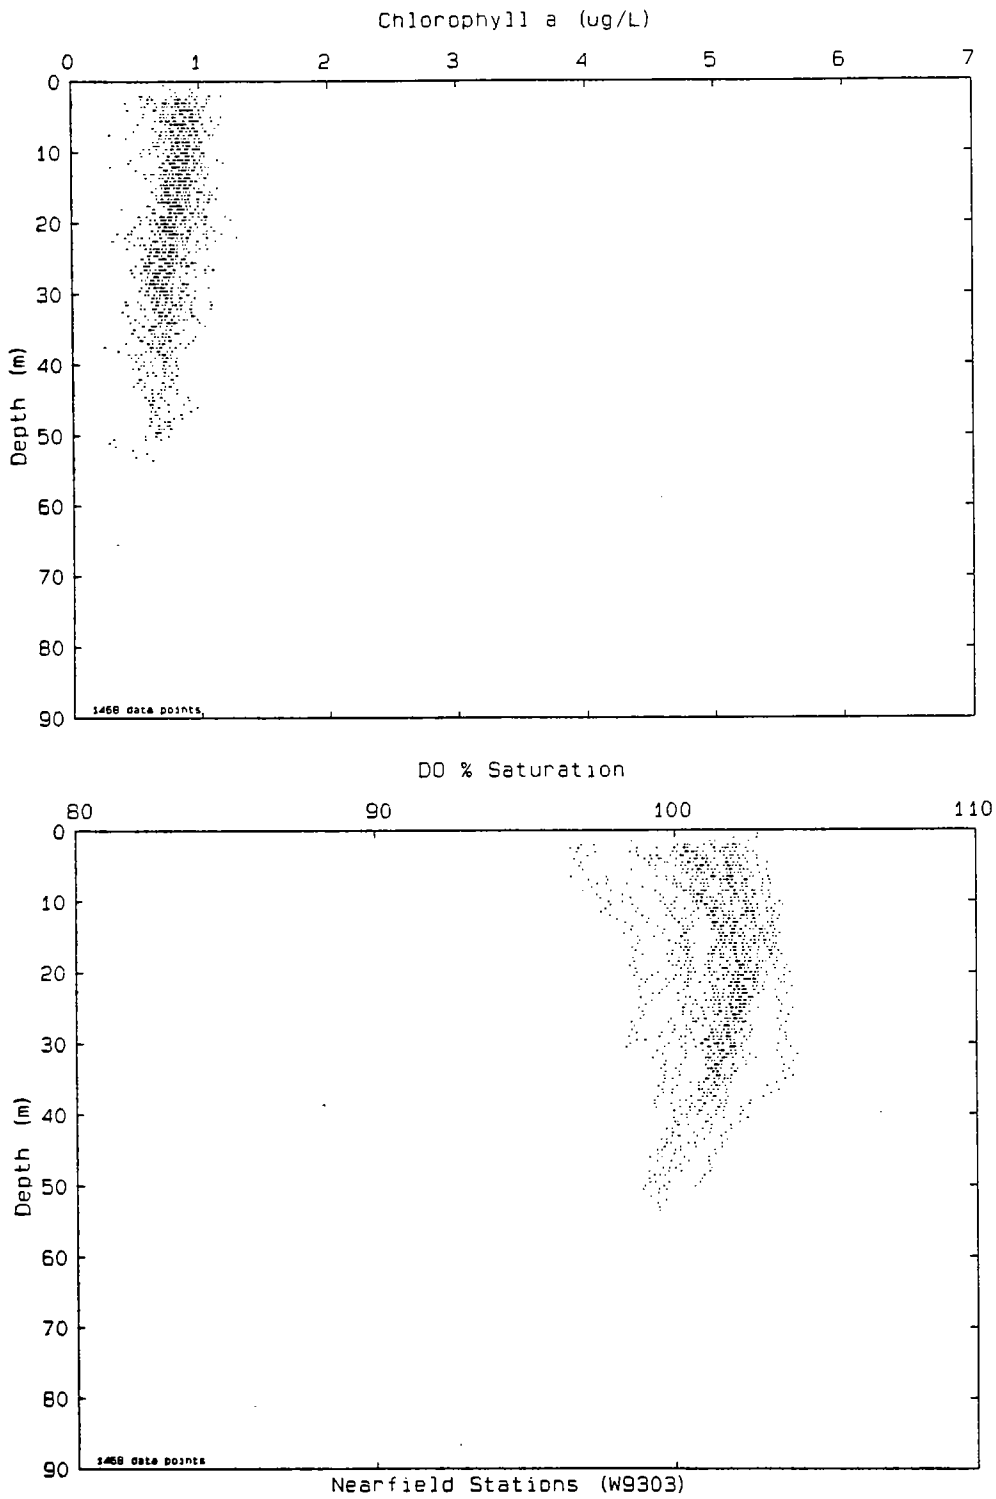 Chlorophyll a (ug/L)
0 1 2 3 4 5 6 7
0
10
20
30
40
50
60
70
80
90
Depth (m)
1468 data points
DO % Saturation
80 90 100 110
0
10
20
30
40
50
60
70
80
90
Depth (m)
1468 data points
Nearfield Stations (W9303)